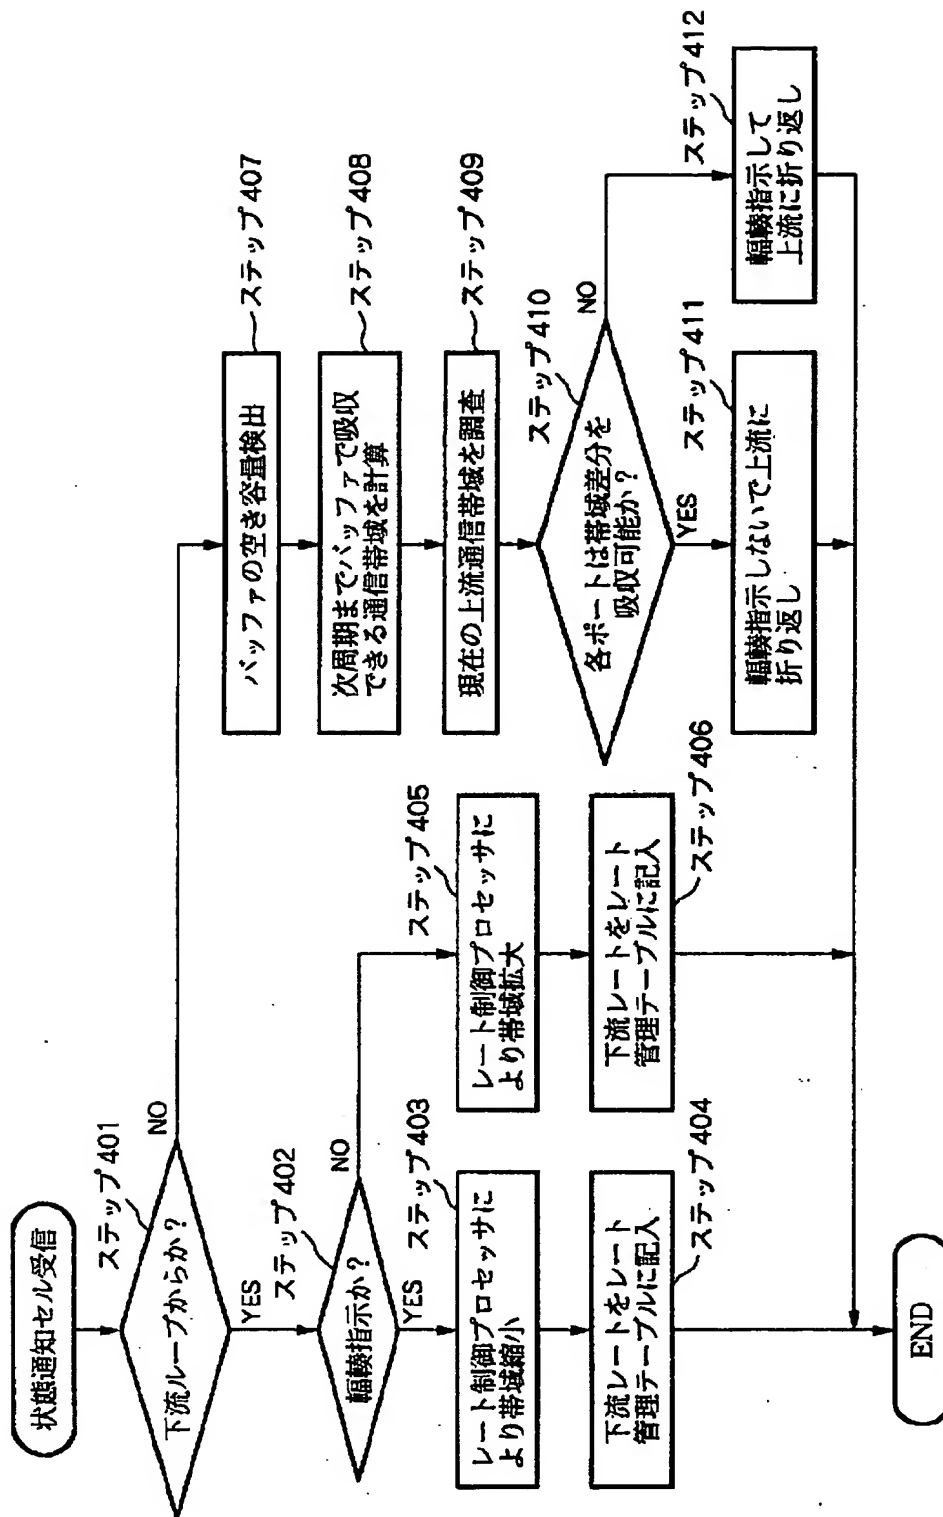 状態通知セル受信
ステップ401
下流ループからか？
NO
YES
ステップ402
輻輳指示か？
NO
YES
ステップ403
レート制御プロセッサに
より帯域縮小
ステップ404
下流レートをレート
管理テーブルに記入
ステップ405
レート制御プロセッサに
より帯域拡大
ステップ406
下流レートをレート
管理テーブルに記入
ステップ407
バッファの空き容量検出
ステップ408
次周期までバッファで吸収
できる通信帯域を計算
ステップ409
現在の上流通信帯域を調査
ステップ410
各ポートは帯域差分を
吸収可能か？
NO
YES
ステップ411
輻輳指示しないで上流に
折り返し
ステップ412
輻輳指示して
上流に折り返し
END